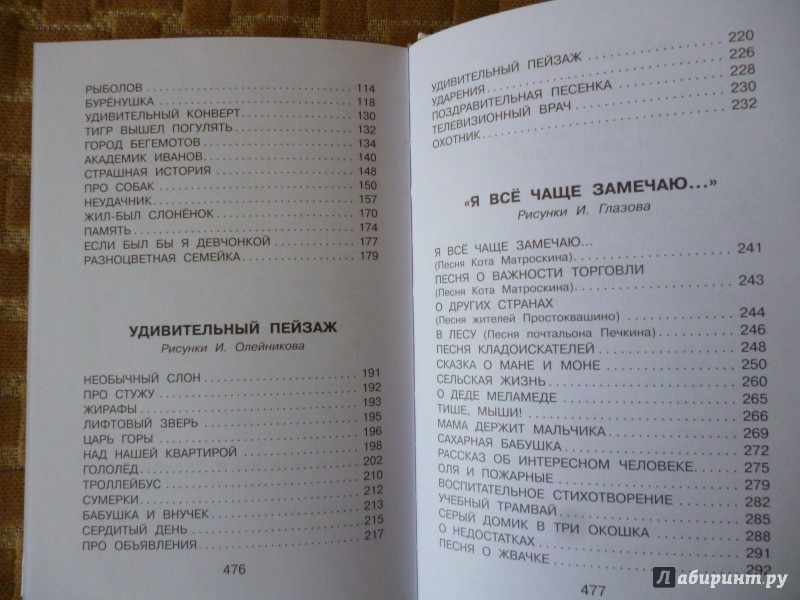 РЫБОЛОВ ... 114
БУРЁНУШКА ... 118
УДИВИТЕЛЬНЫЙ КОНВЕРТ ... 130
ТИГР ВЫШЕЛ ПОГУЛЯТЬ ... 132
ГОРОД БЕГЕМОТОВ ... 134
АКАДЕМИК ИВАНОВ ... 140
СТРАШНАЯ ИСТОРИЯ ... 148
ПРО СОБАК ... 150
НЕУДАЧНИК ... 157
ЖИЛ-БЫЛ СЛОНЁНОК ... 170
ПАМЯТЬ ... 174
ЕСЛИ БЫЛ БЫ Я ДЕВЧОНКОЙ ... 177
РАЗНОЦВЕТНАЯ СЕМЕЙКА ... 179
УДИВИТЕЛЬНЫЙ ПЕЙЗАЖ
Рисунки И. Олейникова
НЕОБЫЧНЫЙ СЛОН ... 191
ПРО СТУЖУ ... 192
ЖИРАФЫ ... 193
ЛИФТОВЫЙ ЗВЕРЬ ... 195
ЦАРЬ ГОРЫ ... 196
НАД НАШЕЙ КВАРТИРОЙ ... 198
ГОЛОЛЁД ... 202
ТРОЛЛЕЙБУС ... 210
СУМЕРКИ ... 212
БАБУШКА И ВНУЧЕК ... 213
СЕРДИТЫЙ ДЕНЬ ... 215
ПРО ОБЪЯВЛЕНИЯ ... 217
476
УДИВИТЕЛЬНЫЙ ПЕЙЗАЖ ... 220
УДАРЕНИЯ ... 226
ПОЗДРАВИТЕЛЬНАЯ ПЕСЕНКА ... 228
ТЕЛЕВИЗИОННЫЙ ВРАЧ ... 230
ОХОТНИК ... 232
«Я ВСЁ ЧАЩЕ ЗАМЕЧАЮ...»
Рисунки И. Глазова
Я ВСЁ ЧАЩЕ ЗАМЕЧАЮ...
(Песня Кота Матроскина) ... 241
ПЕСНЯ О ВАЖНОСТИ ТОРГОВЛИ
(Песня Кота Матроскина) ... 243
О ДРУГИХ СТРАНАХ
(Песня жителей Простоквашино) ... 244
В ЛЕСУ (Песня почтальона Печкина) ... 246
ПЕСНЯ КЛАДОИСКАТЕЛЕЙ ... 248
СКАЗКА О МАНЕ И МОНЕ ... 250
СЕЛЬСКАЯ ЖИЗНЬ ... 260
О ДЕДЕ МЕЛАМЕДЕ ... 265
ТИШЕ, МЫШИ! ... 266
МАМА ДЕРЖИТ МАЛЬЧИКА ... 269
САХАРНАЯ БАБУШКА ... 272
РАССКАЗ ОБ ИНТЕРЕСНОМ ЧЕЛОВЕКЕ ... 275
ОЛЯ И ПОЖАРНЫЕ ... 279
ВОСПИТАТЕЛЬНОЕ СТИХОТВОРЕНИЕ ... 282
УЧЕБНЫЙ ТРАМВАЙ ... 285
СЕРЫЙ ДОМИК В ТРИ ОКОШКА ... 288
О НЕДОСТАТКАХ ... 291
ПЕСНЯ О ЖВАЧКЕ ... 292
477
Лабиринт.ру